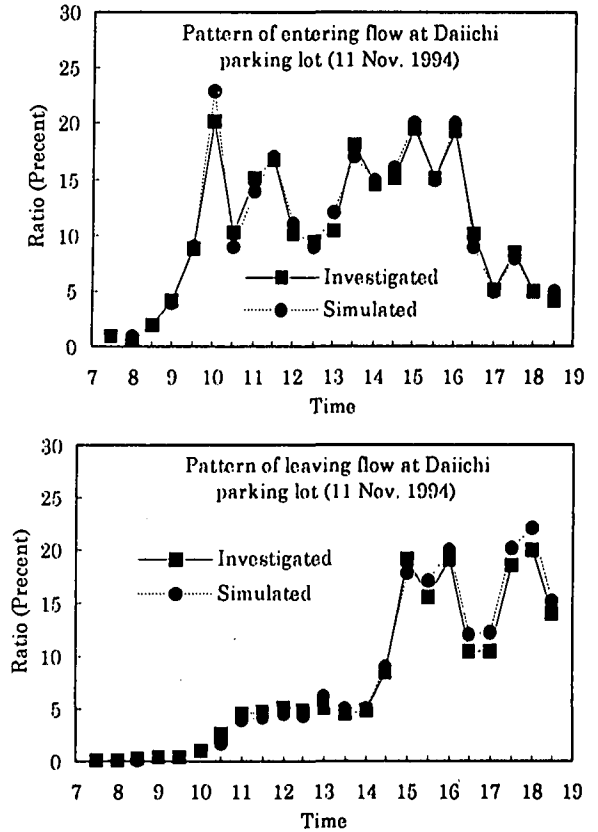 Pattern of entering flow at Daiichi
parking lot (11 Nov. 1994)
Ratio (Precent)
30
25
20
15
10
5
0
Investigated
Simulated
7 8 9 10 11 12 13 14 15 16 17 18 19
Time
Pattern of leaving flow at Daiichi
parking lot (11 Nov. 1994)
Ratio (Precent)
30
25
20
15
10
5
0
Investigated
Simulated
7 8 9 10 11 12 13 14 15 16 17 18 19
Time